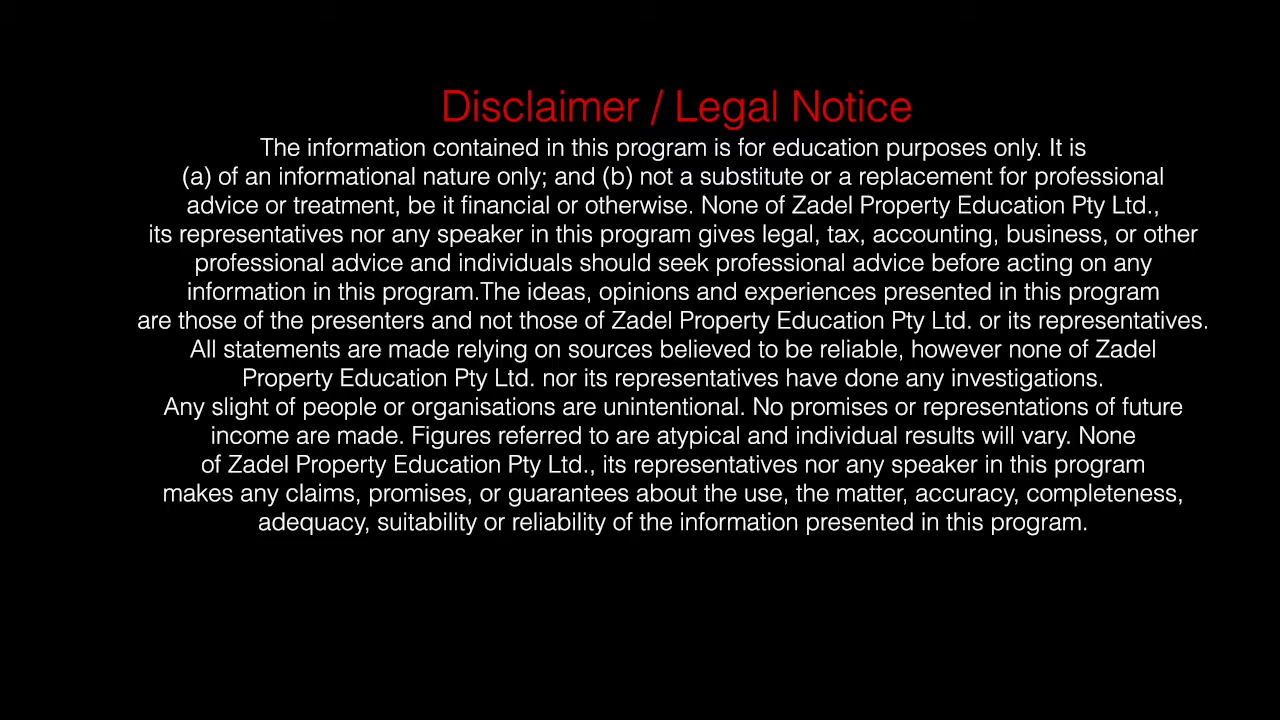 Disclaimer / Legal Notice
The information contained in this program is for education purposes only. It is
(a) of an informational nature only; and (b) not a substitute or a replacement for professional
advice or treatment, be it financial or otherwise. None of Zadel Property Education Pty Ltd.,
its representatives nor any speaker in this program gives legal, tax, accounting, business, or other
professional advice and individuals should seek professional advice before acting on any
information in this program.The ideas, opinions and experiences presented in this program
are those of the presenters and not those of Zadel Property Education Pty Ltd. or its representatives.
All statements are made relying on sources believed to be reliable, however none of Zadel
Property Education Pty Ltd. nor its representatives have done any investigations.
Any slight of people or organisations are unintentional. No promises or representations of future
income are made. Figures referred to are atypical and individual results will vary. None
of Zadel Property Education Pty Ltd., its representatives nor any speaker in this program
makes any claims, promises, or guarantees about the use, the matter, accuracy, completeness,
adequacy, suitability or reliability of the information presented in this program.